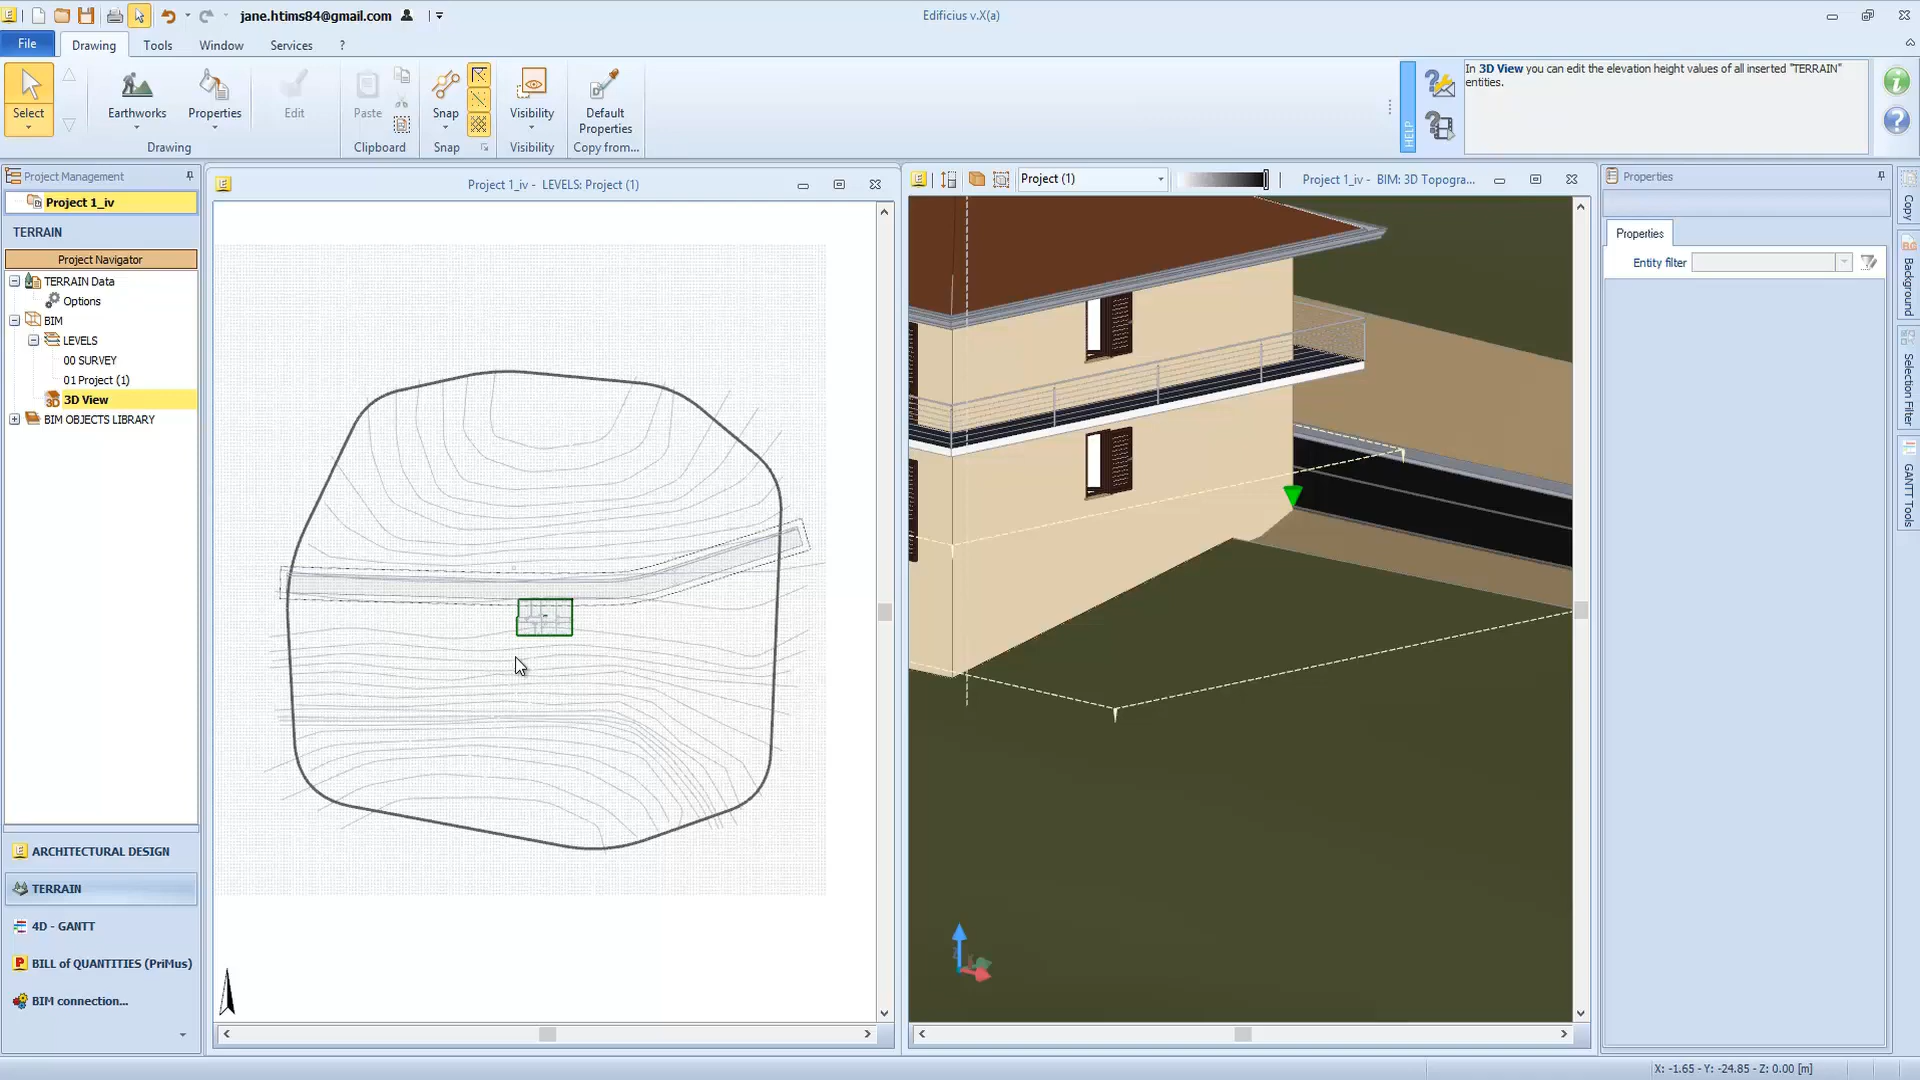 jane.htims84@gmail.com
Edificius v.X(a)
File
Drawing
Tools
Window
Services
?
Select
Earthworks
Properties
Edit
Paste
Snap
Visibility
Default
Properties
Drawing
Clipboard
Snap
Visibility
Copy from...
HELP
In 3D View you can edit the elevation height values of all inserted "TERRAIN"
entities.
Project Management
Project 1_iv
TERRAIN
Project Navigator
TERRAIN Data
Options
BIM
LEVELS
00 SURVEY
01 Project (1)
3D View
BIM OBJECTS LIBRARY
ARCHITECTURAL DESIGN
TERRAIN
4D - GANTT
BILL of QUANTITIES (PriMus)
BIM connection...
Project 1_iv - LEVELS: Project (1)
Project (1)
Project 1_iv - BIM: 3D Topogra...
Properties
Properties
Entity filter
Copy
Background
Selection Filter
GANTT Tools
X: -1.65 - Y: -24.85 - Z: 0.00 [m]